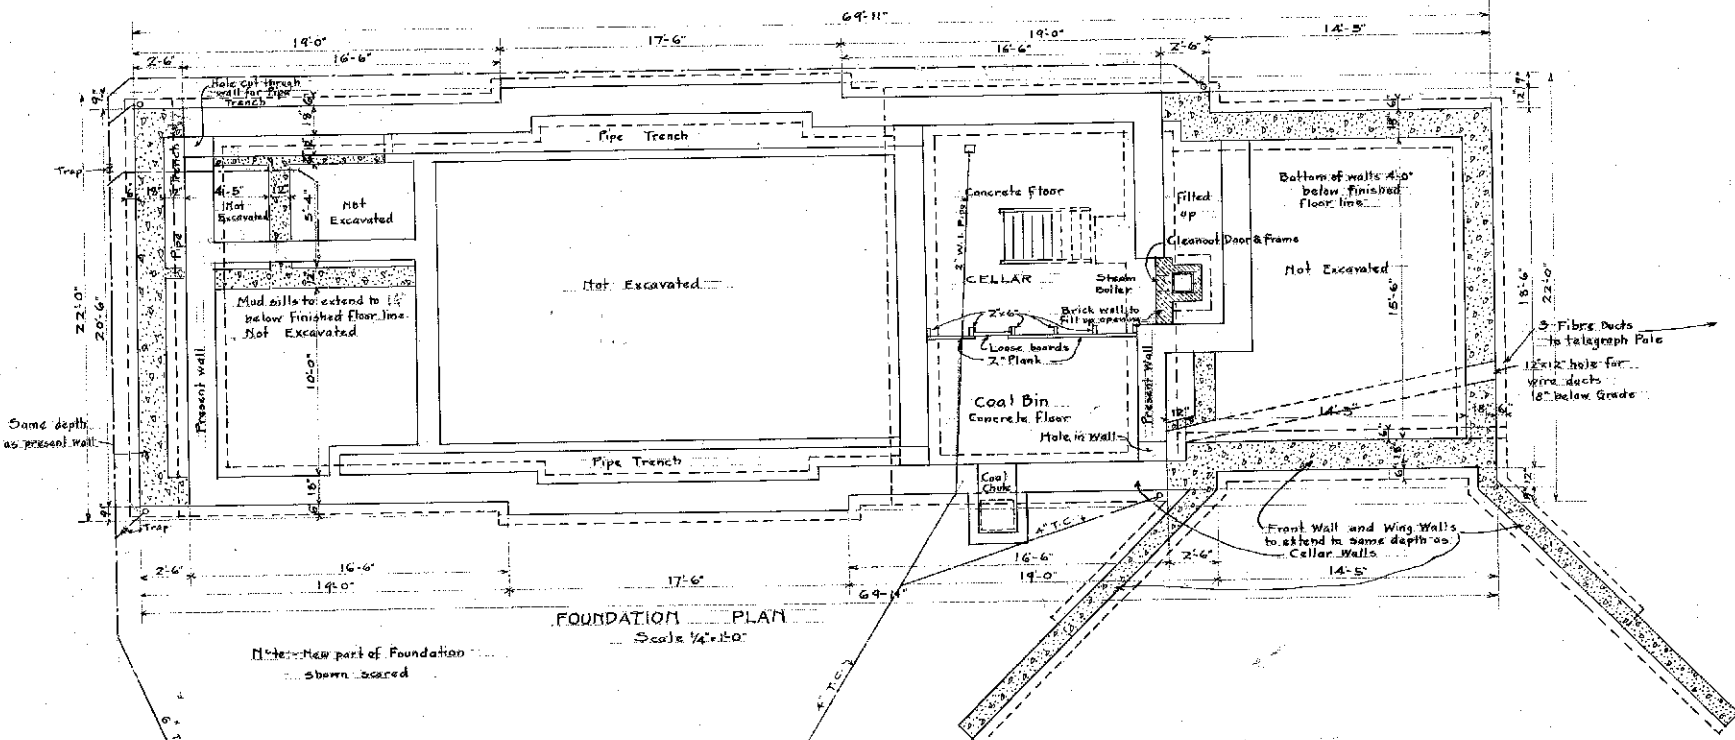 69'-11"
19'-0"
17'-6"
19'-0"
14'-5"
2'-6"
16'-6"
16'-6"
2'-6"
Hole cut through
wall for Pipe
Trench
Pipe Trench
Trap
Pipe Trench
4'-5"
12"
Not
Excavated
5'-4"
Not
Excavated
Concrete Floor
2" W.I. Pipe
Filled
up
Bottom of walls 4'-0"
below finished
floor line
Cleanout Door & Frame
Not Excavated
CELLAR
Steam
Boiler
Not Excavated
Mud sills to extend to
below Finished floor line.
Not Excavated
Brick wall to
fill up opening
2"x6"
Loose boards
2" Plank
22'-0"
20'-6"
15'-6"
18'-6"
22'-0"
3 Fibre Ducts
to telegraph Pole
12"x12" hole for
wire ducts
18" below Grade
Present wall
10'-0"
Present Wall
Coal Bin
Concrete Floor
Hole in Wall
12"
14'-5"
18"
6"
Same depth
as present wall
Pipe Trench
18"
Coal
Chute
Trap
4" T.C.
Front Wall and Wing Walls
to extend to same depth as
Cellar Walls
2'-6"
16'-6"
19'-0"
17'-6"
16'-6"
19'-0"
2'-6"
14'-5"
69'-11"
FOUNDATION PLAN
Scale 1/4"=1'-0"
Note:-New part of Foundation
shown scored
4" T.C.